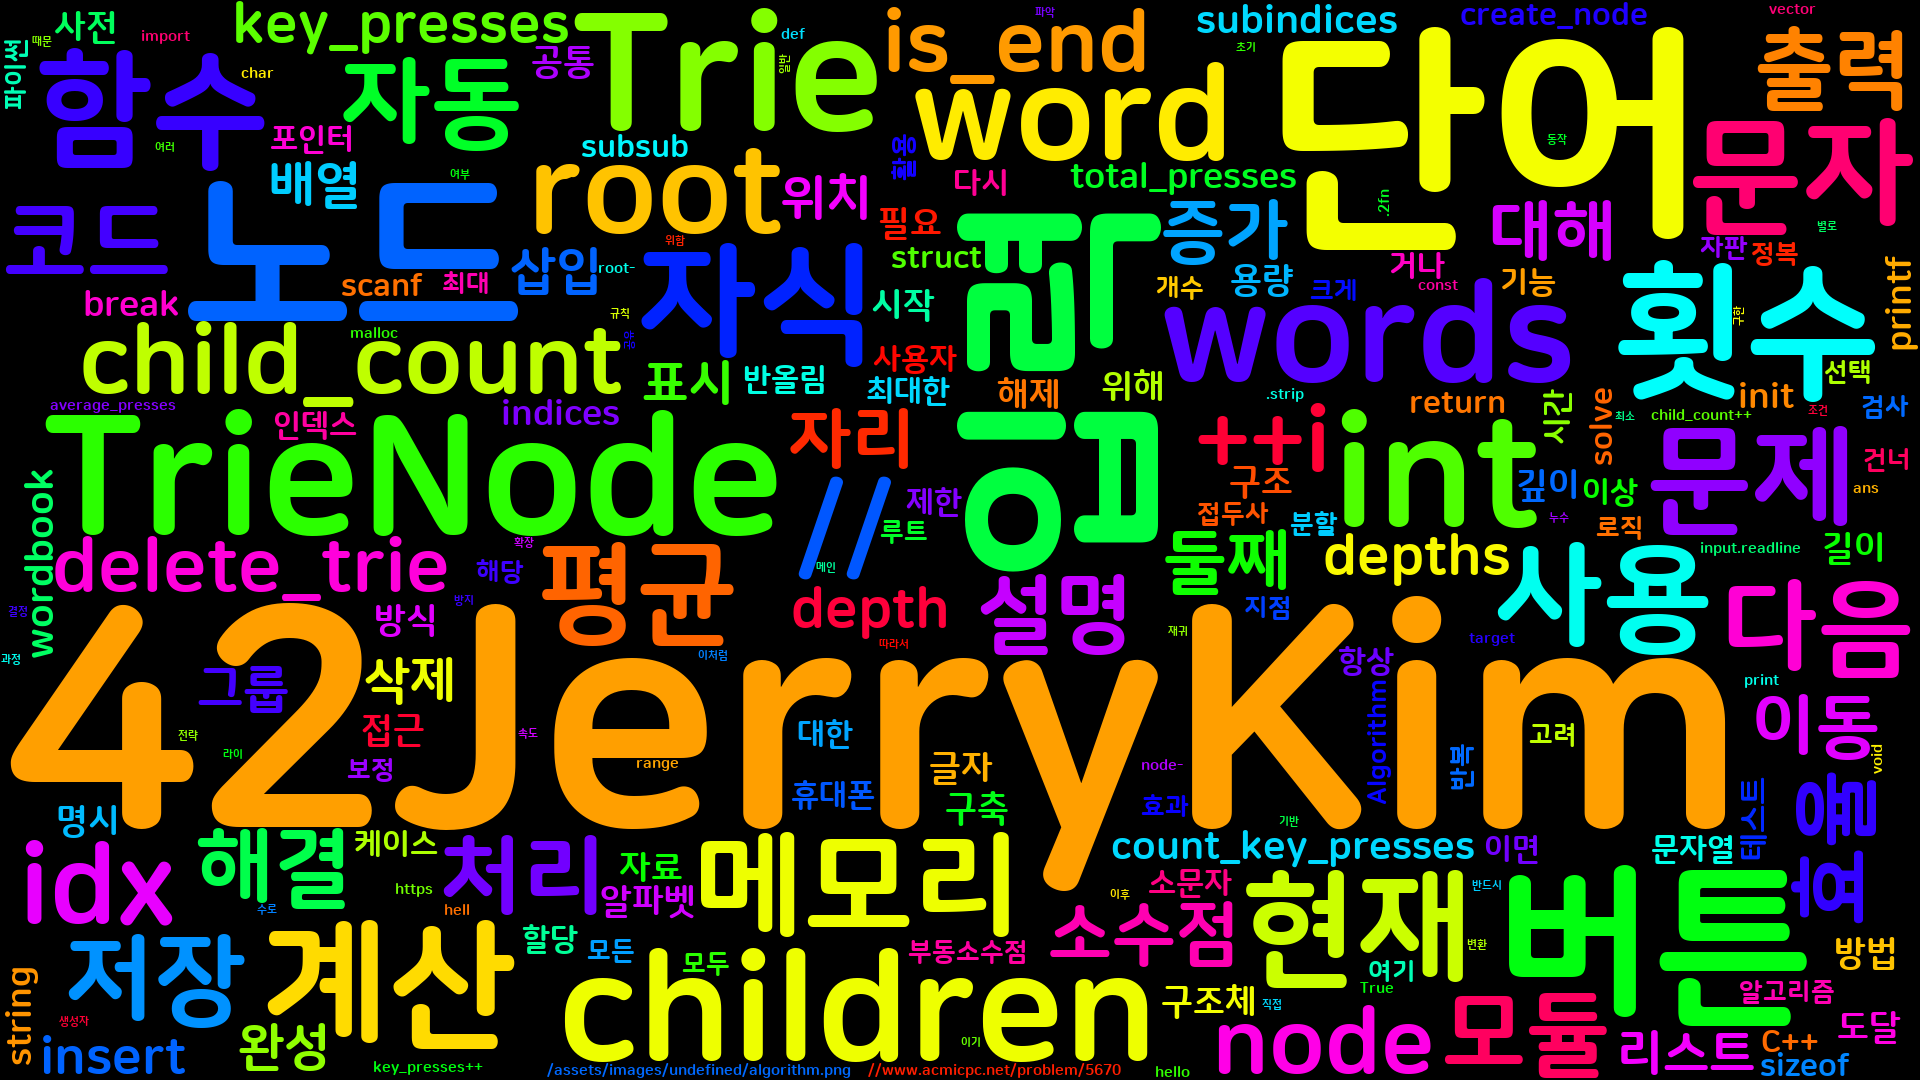 사전
때문
import
key_presses
Trie
파악
def
is_end
subindices
create_node
vector
출력
파이썬
함수
char
자동
공통
일반
word
초기
단어
문자
여러
포인터
subsub
여부
배열
root
위치
활용
다시
total_presses
동작
.2fn
증가
대해
별로
코드
노드
위함
필요
struct
팔
자판
정복
거나
const
scanf
최대
삽입
root-
자식
시작
개수
용량
크게
기능
횟수
구한
printf
break
규칙
malloc
child_count
words
표시
반올림
사용자
최대한
해제
위해
.strip
return
시간
solve
선택
init
average_presses
인덱스
indices
최소
child_count++
조건
검사
TrieNode
자리
형
++i
int
문제
건너
wordbook
//
제한
루트
구조
접두사
분할
깊이
이상
로직
누수
ans
확장
메인
input.readline
길이
delete_trie
해당
평균
둘째
depths
사용
다음
결정
방식
방지
depth
설명
지점
재귀
target
과정
따라서
이처럼
42JerryKim
그룹
삭제
항상
print
이동
전략
접근
속도
대한
고려
라이
보정
range
글자
node-
Algorithm
반복
void
휴대폰
구축
효과
기반
테스트
명시
케이스
count_key_presses
이면
문자열
idx
해결
처리
자료
메모리
https
알파벳
소문자
이후
현재
반드시
버튼
수로
hell
저장
계산
할당
모든
모두
부동소수점
소수점
변환
여기
방법
string
생성자
완성
children
구조체
직접
True
알고리즘
insert
이기
node
모듈
리스트
C++
도달
key_presses++
/assets/images/undefined/algorithm.png
//www.acmicpc.net/problem/5670
hello
sizeof